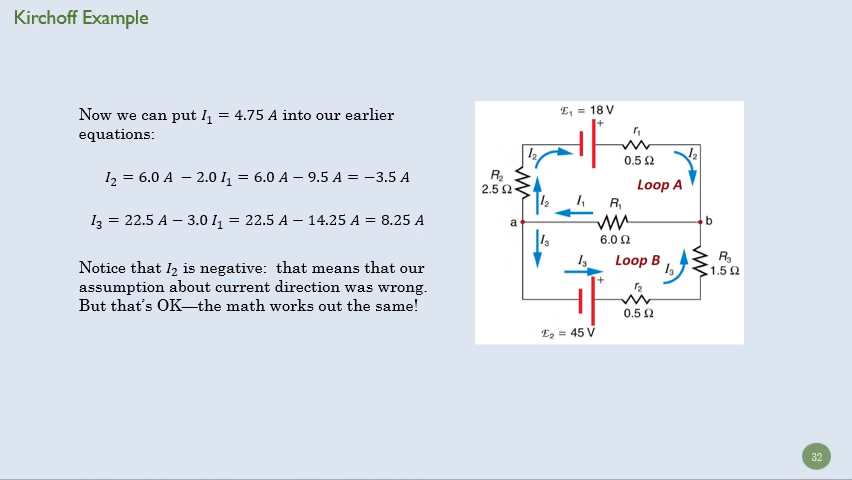 Kirchoff Example
Now we can put I₁ = 4.75 A into our earlier
equations:
I₂ = 6.0 A − 2.0 I₁ = 6.0 A − 9.5 A = −3.5 A
I₃ = 22.5 A − 3.0 I₁ = 22.5 A − 14.25 A = 8.25 A
Notice that I₂ is negative: that means that our
assumption about current direction was wrong.
But that's OK—the math works out the same!
ℰ₁ = 18 V
+
r₁
0.5 Ω
I₂
I₂
R₂
2.5 Ω
Loop A
I₂
I₁
R₁
a
b
6.0 Ω
I₃
I₃
Loop B
I₃
R₃
1.5 Ω
+
r₂
0.5 Ω
ℰ₂ = 45 V
32